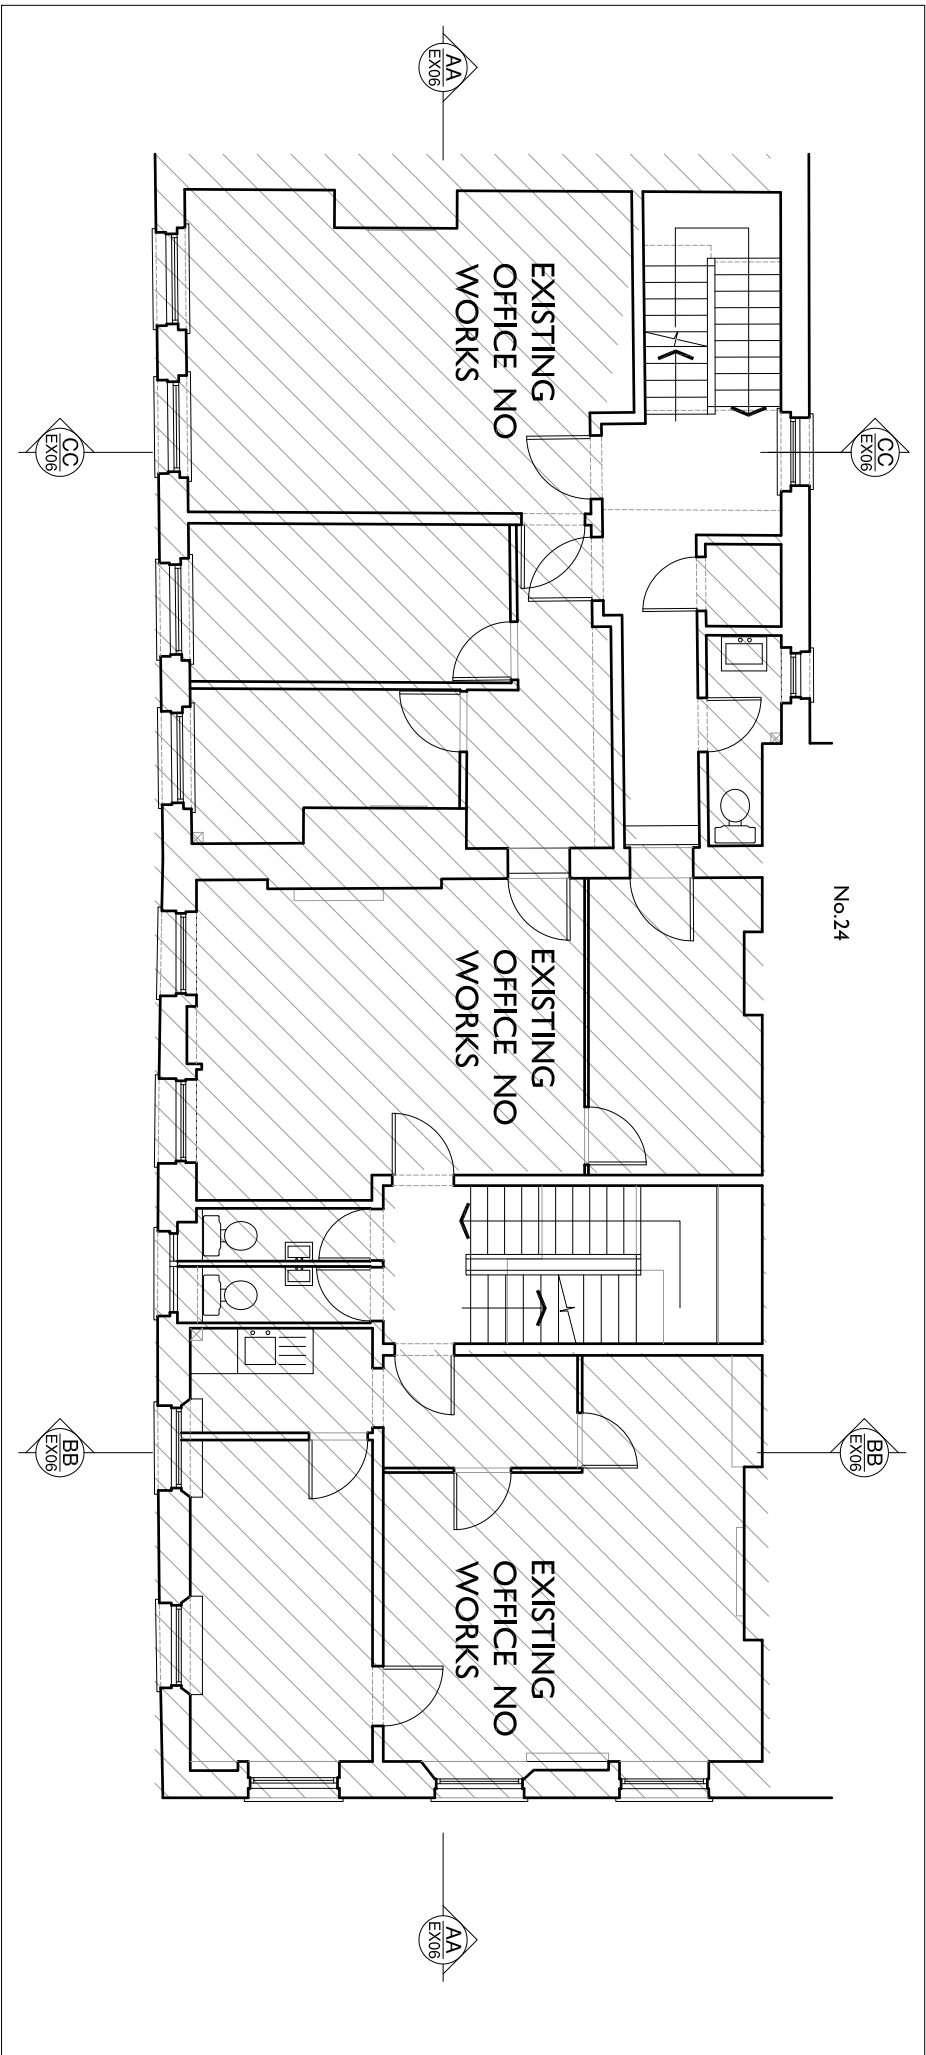 AA
EX06
CC
EX06
CC
EX06
EXISTING
OFFICE NO
WORKS
No.24
EXISTING
OFFICE NO
WORKS
BB
EX06
BB
EX06
EXISTING
OFFICE NO
WORKS
AA
EX06